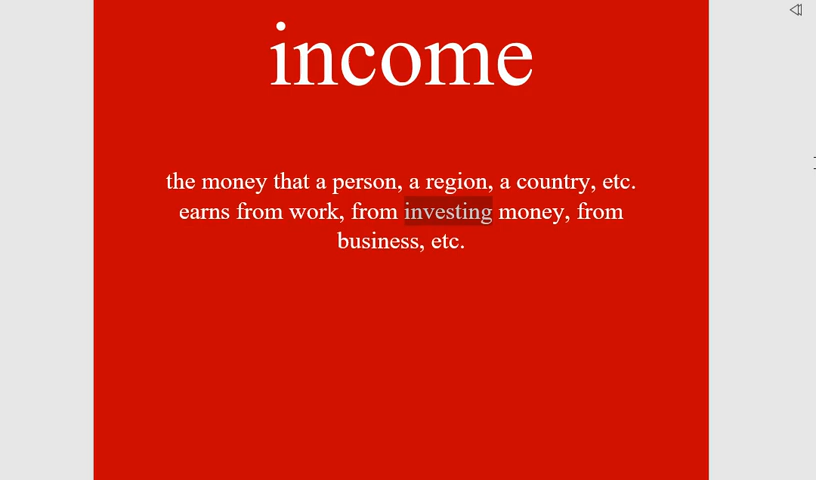 income
the money that a person, a region, a country, etc.
earns from work, from investing money, from
business, etc.